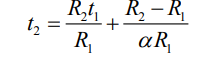 t₂ = R₂t₁/R₁ + (R₂ − R₁)/(αR₁)